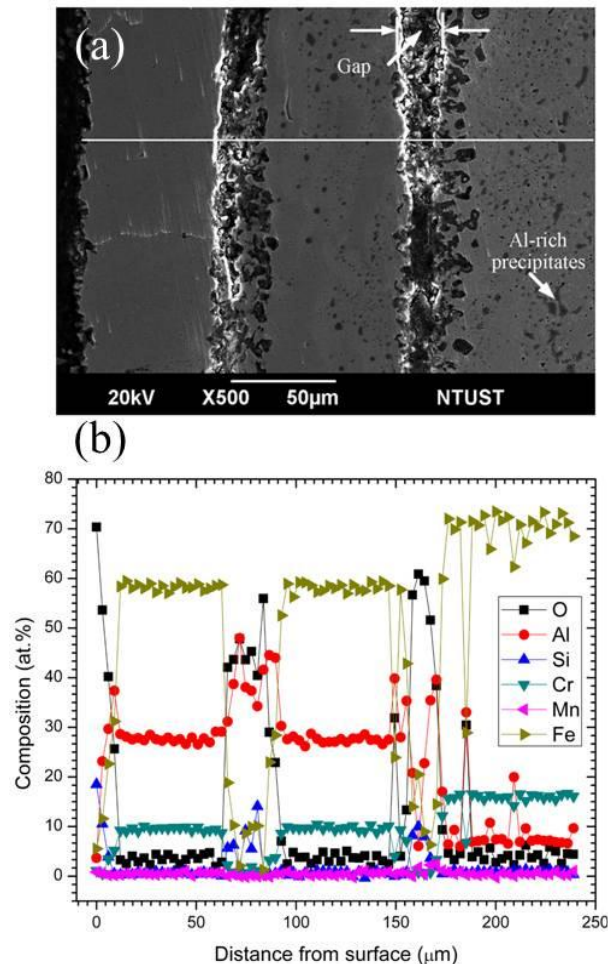 (a)
Gap
Al-rich
precipitates
20kV X500 50µm NTUST
(b)
80
70
60
50
40
30
20
10
0
Composition (at.%)
O
Al
Si
Cr
Mn
Fe
0 50 100 150 200 250
Distance from surface (µm)